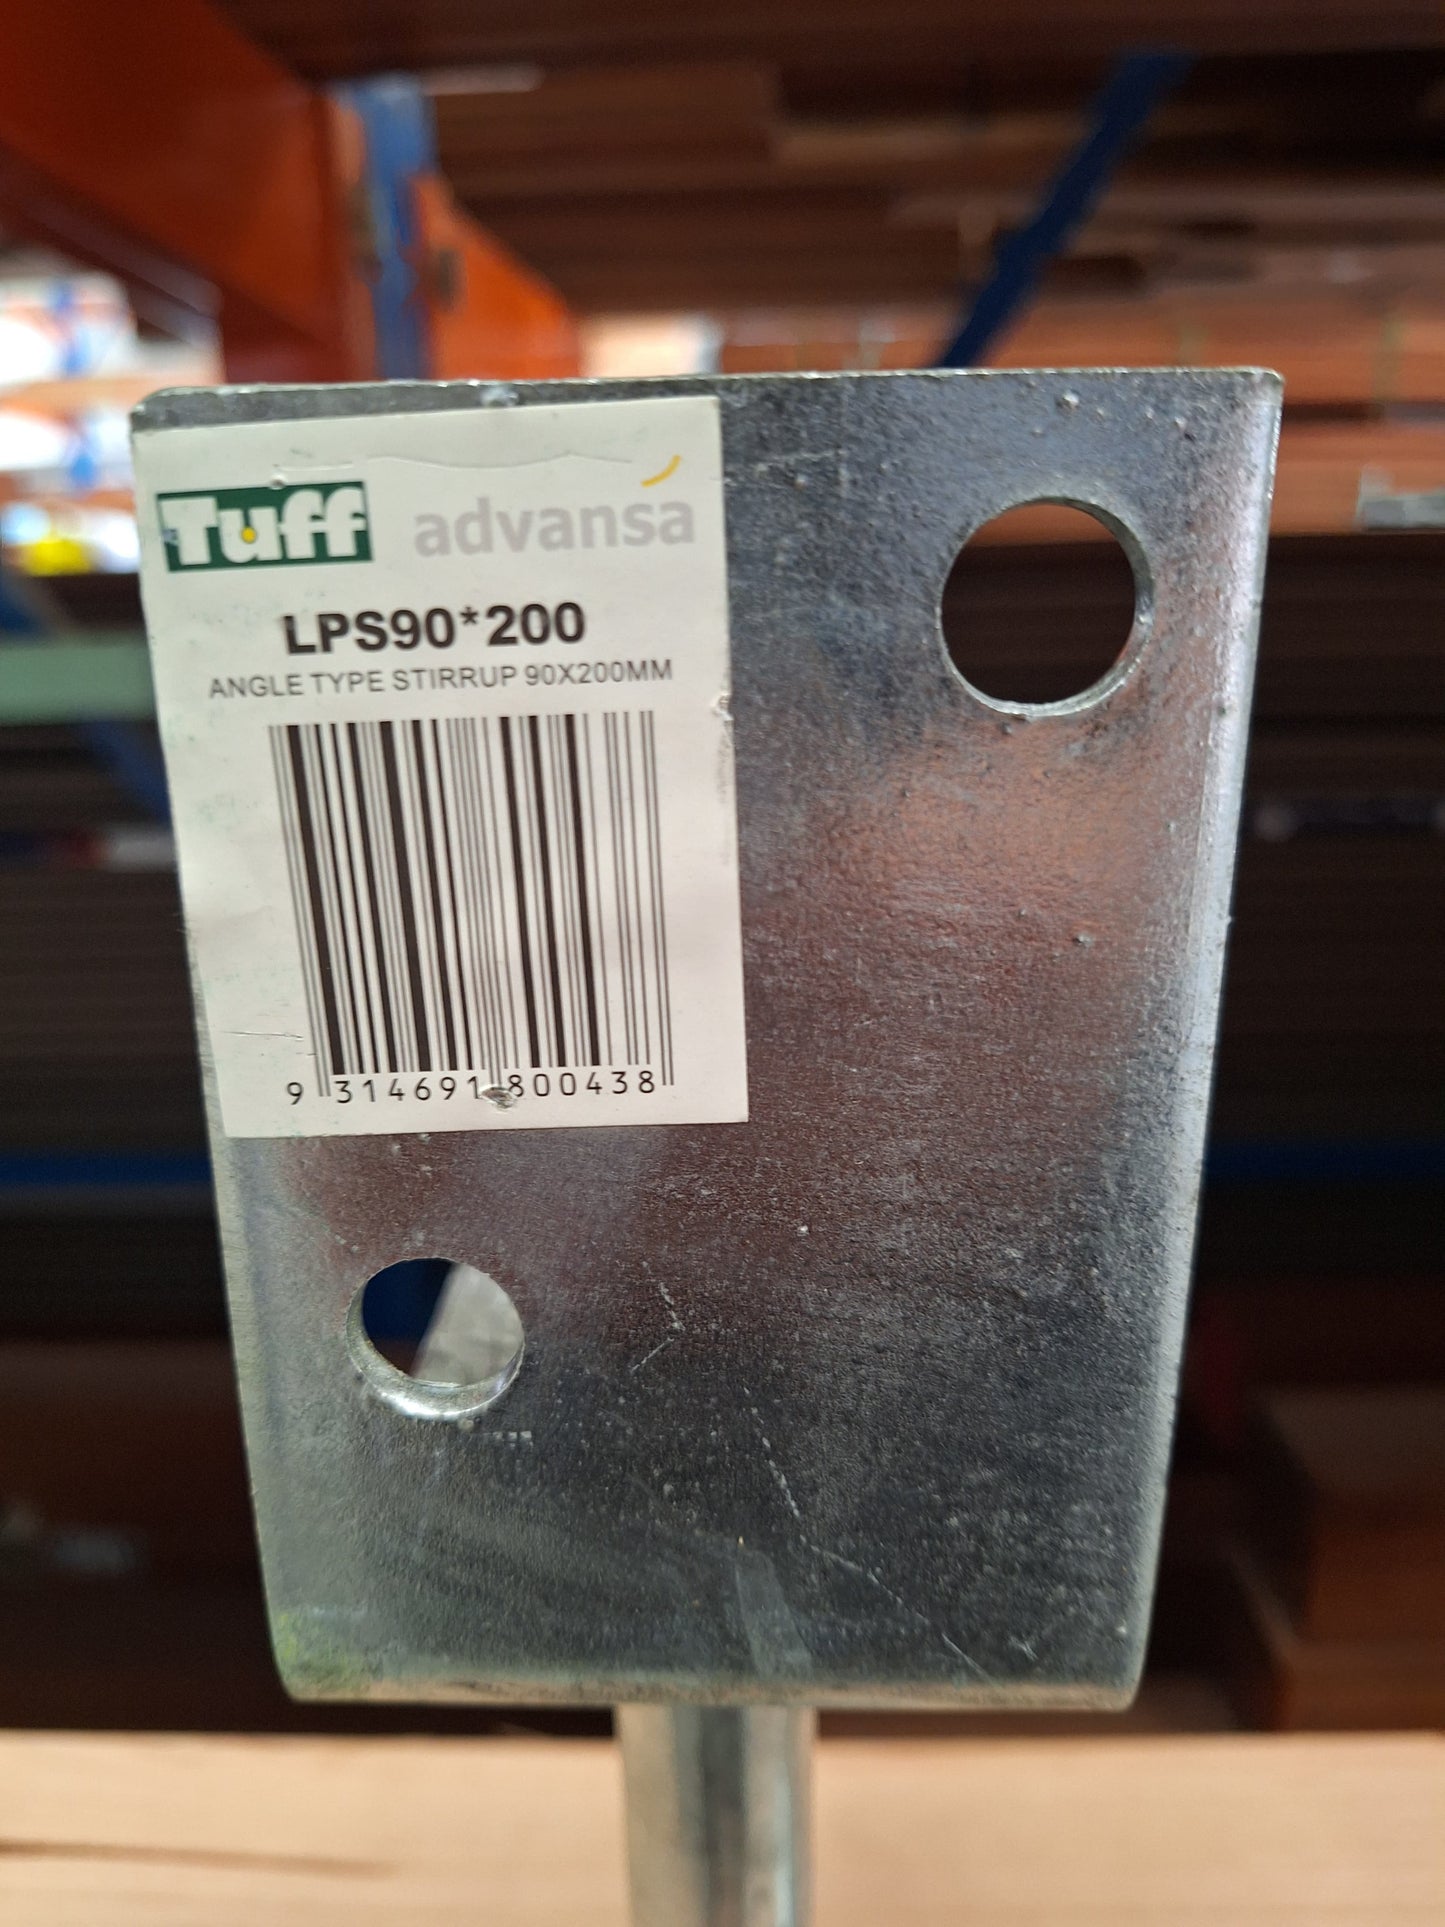 Tuff advansa
LPS90*200
ANGLE TYPE STIRRUP 90X200MM
9 314691 800438